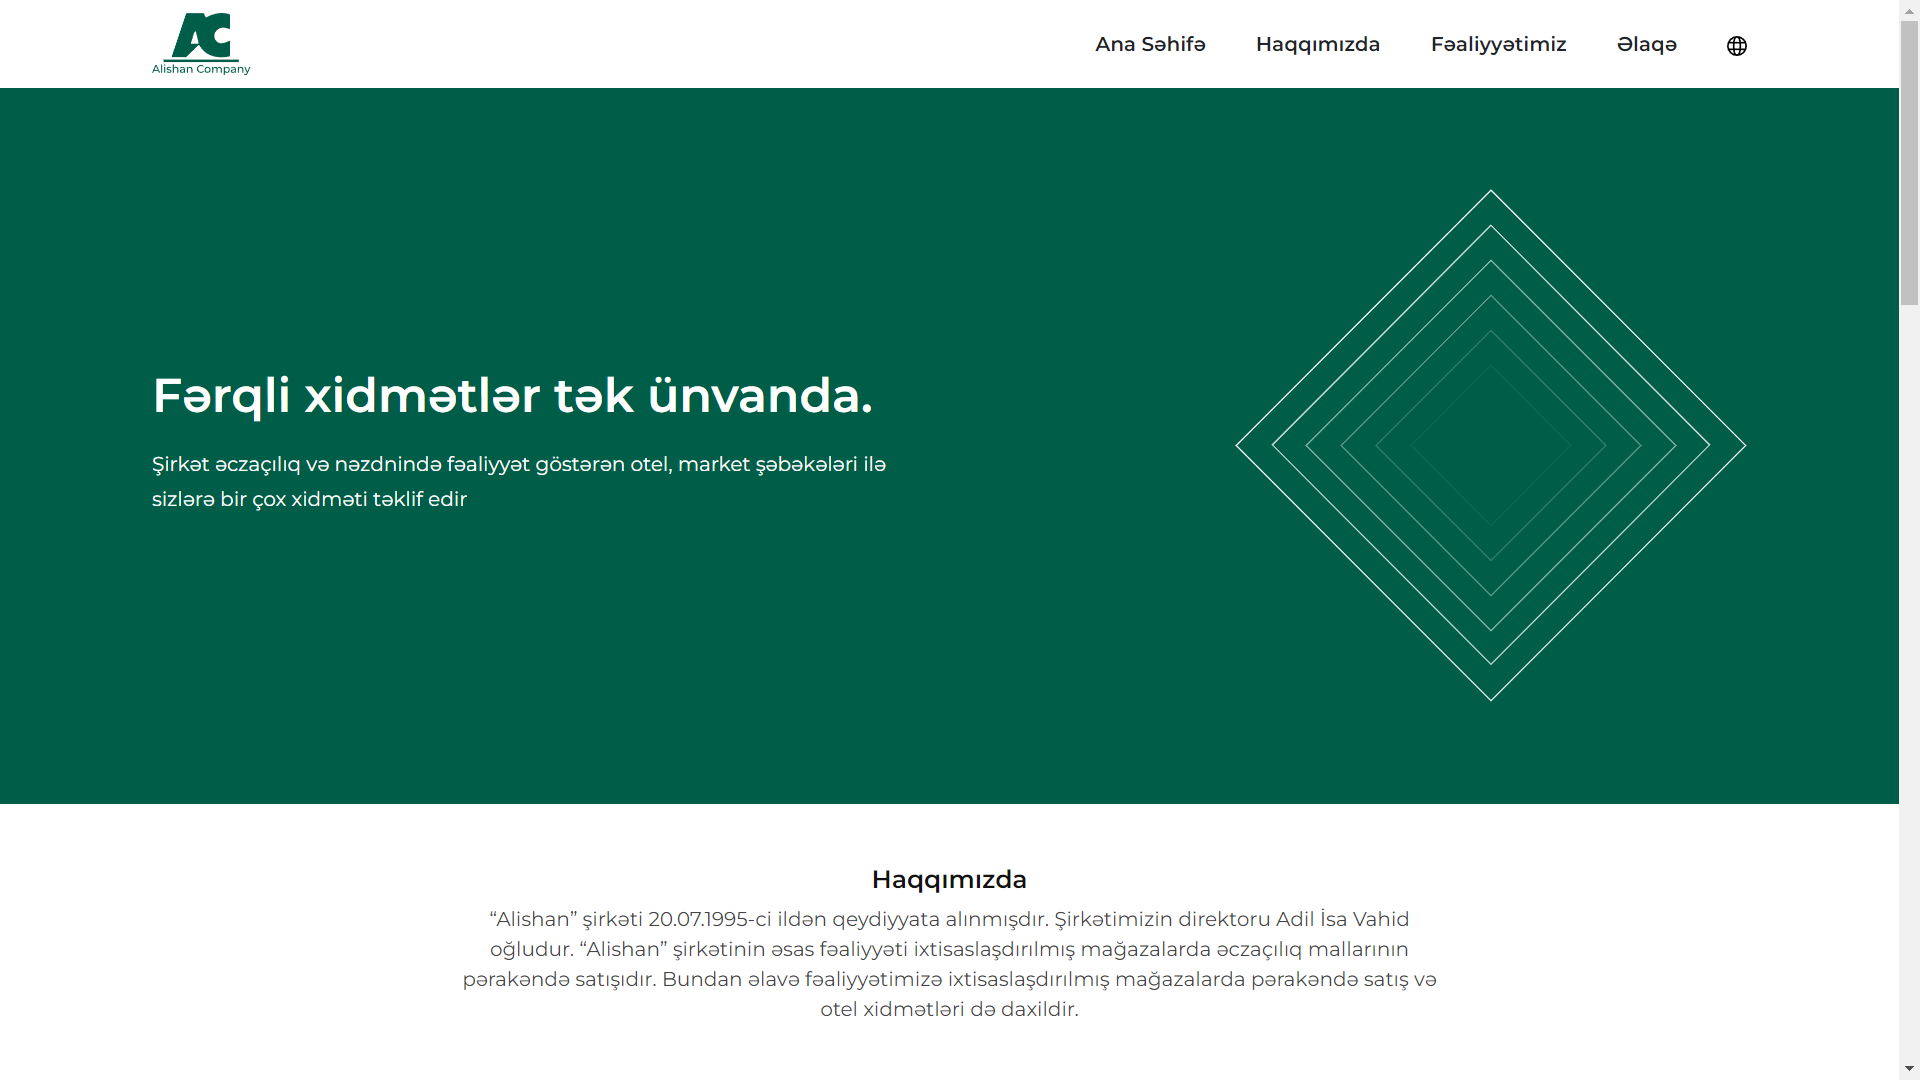 AC
Alishan Company
Ana Səhifə
Haqqımızda
Fəaliyyətimiz
Əlaqə
Fərqli xidmətlər tək ünvanda.
Şirkət əczaçılıq və nəzdnində fəaliyyət göstərən otel, market şəbəkələri ilə
sizlərə bir çox xidməti təklif edir
Haqqımızda
“Alishan” şirkəti 20.07.1995-ci ildən qeydiyyata alınmışdır. Şirkətimizin direktoru Adil İsa Vahid
oğludur. “Alishan” şirkətinin əsas fəaliyyəti ixtisaslaşdırılmış mağazalarda əczaçılıq mallarının
pərakəndə satışıdır. Bundan əlavə fəaliyyətimizə ixtisaslaşdırılmış mağazalarda pərakəndə satış və
otel xidmətləri də daxildir.